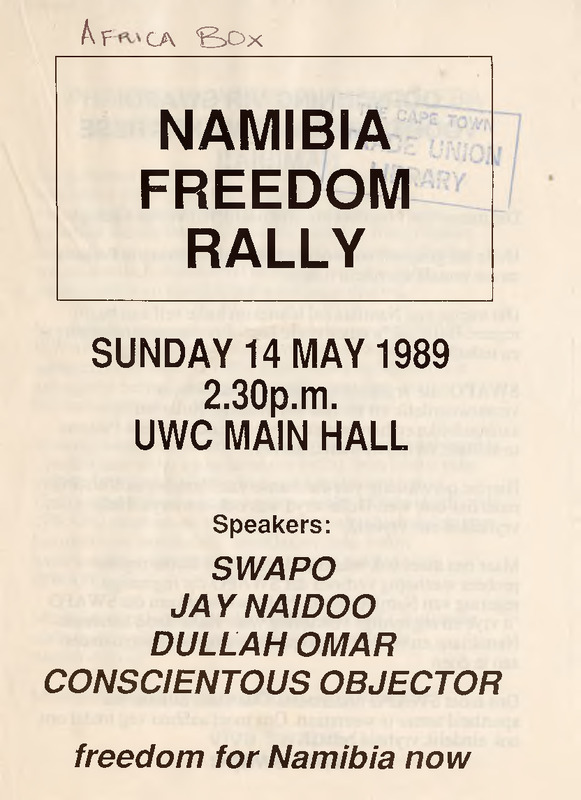 AFRICA BOX
NAMIBIA
FREEDOM
RALLY
THE CAPE TOWN
TRADE UNION
LIBRARY
SUNDAY 14 MAY 1989
2.30p.m.
UWC MAIN HALL
Speakers:
SWAPO
JAY NAIDOO
DULLAH OMAR
CONSCIENTOUS OBJECTOR
freedom for Namibia now